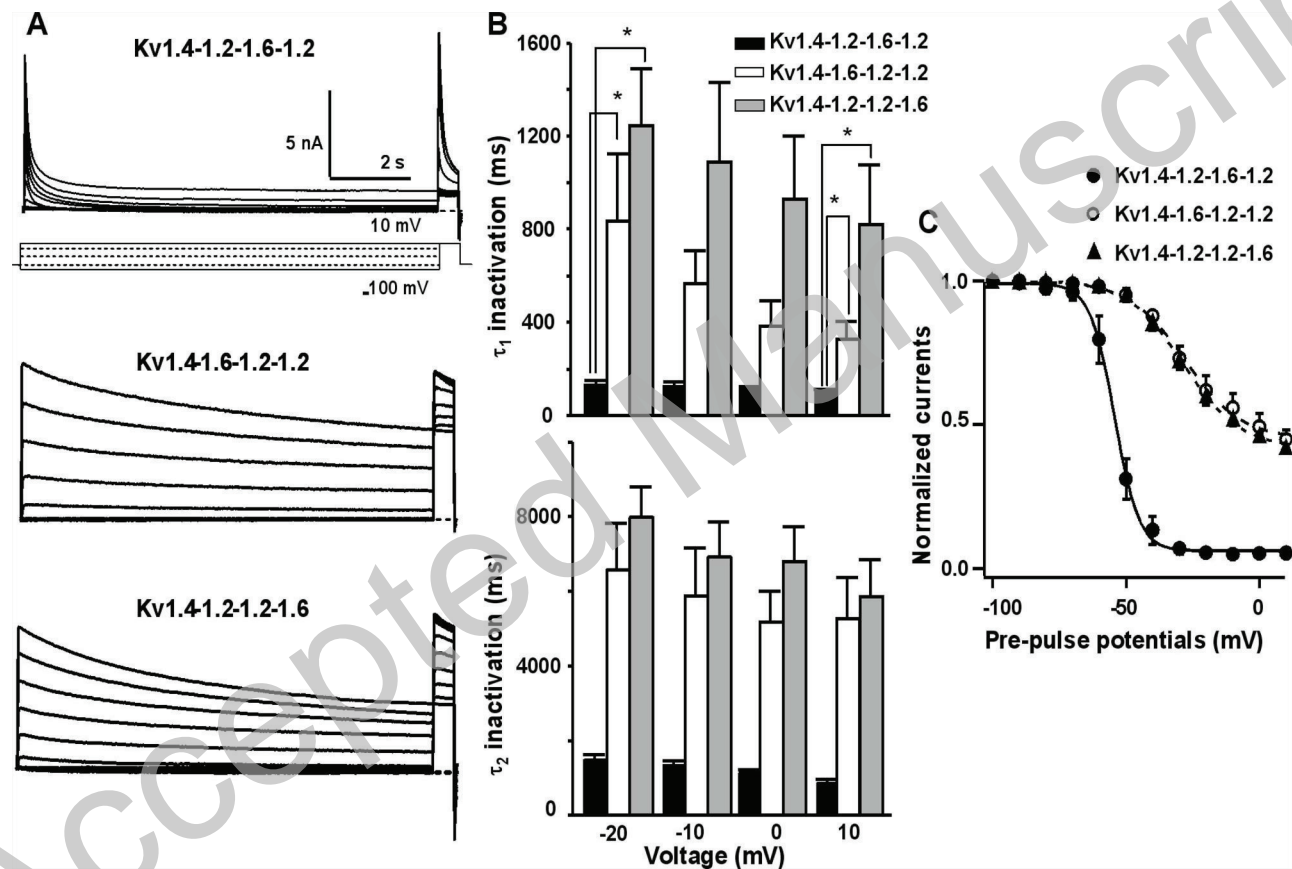 A
Kv1.4-1.2-1.6-1.2
5 nA
2 s
10 mV
-100 mV
Kv1.4-1.6-1.2-1.2
Kv1.4-1.2-1.2-1.6
B
Kv1.4-1.2-1.6-1.2
Kv1.4-1.6-1.2-1.2
Kv1.4-1.2-1.2-1.6
τ1 inactivation (ms)
1600
1200
800
400
0
*
*
*
*
τ2 inactivation (ms)
8000
4000
0
-20 -10 0 10
Voltage (mV)
C
Kv1.4-1.2-1.6-1.2
Kv1.4-1.6-1.2-1.2
Kv1.4-1.2-1.2-1.6
Normalized currents
1.0
0.5
0.0
-100 -50 0
Pre-pulse potentials (mV)
Accepted Manuscri